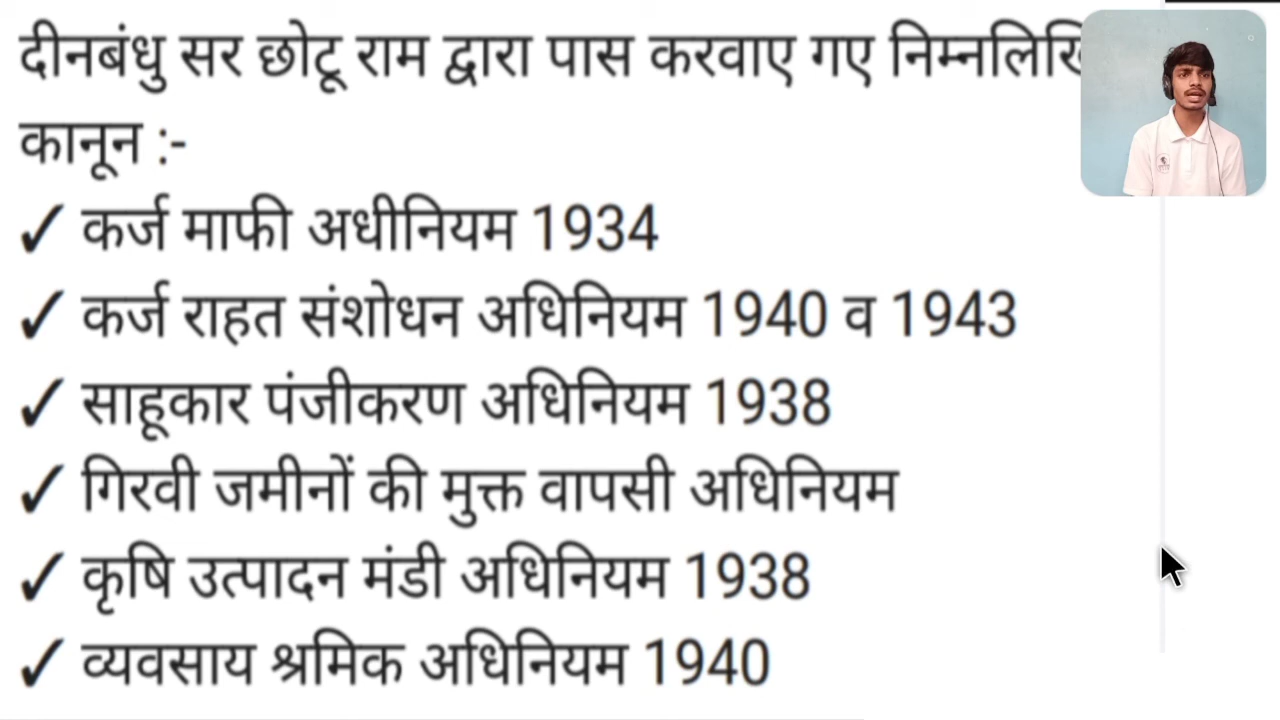 दीनबंधु सर छोटू राम द्वारा पास करवाए गए
कानून :-
✓ कर्ज माफी अधीनियम 1934
✓ कर्ज राहत संशोधन अधिनियम 1940 व 1943
✓ साहूकार पंजीकरण अधिनियम 1938
✓ गिरवी जमीनों की मुक्त वापसी अधिनियम
✓ कृषि उत्पादन मंडी अधिनियम 1938
✓ व्यवसाय श्रमिक अधिनियम 1940